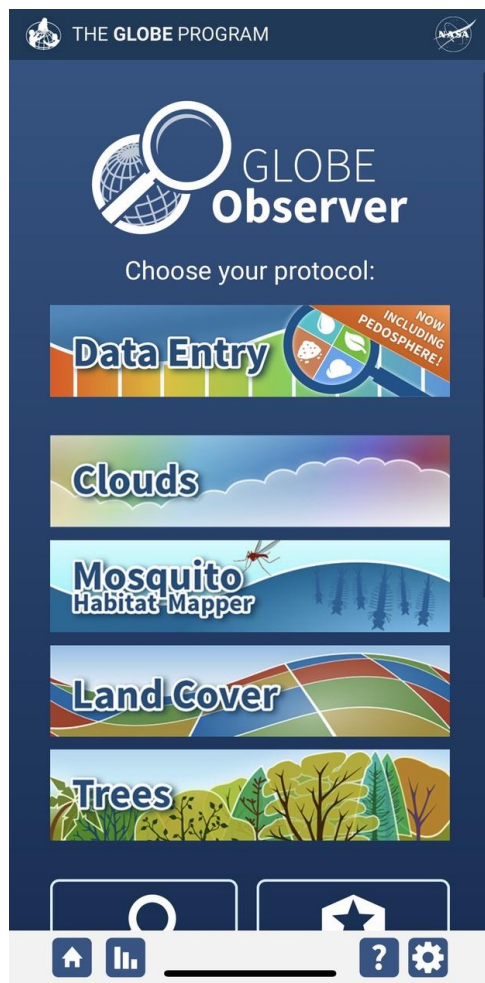 THE GLOBE PROGRAM
NASA
GLOBE
Observer
Choose your protocol:
Data Entry
NOW
INCLUDING
PEDOSPHERE!
Clouds
Mosquito
Habitat Mapper
Land Cover
Trees
?